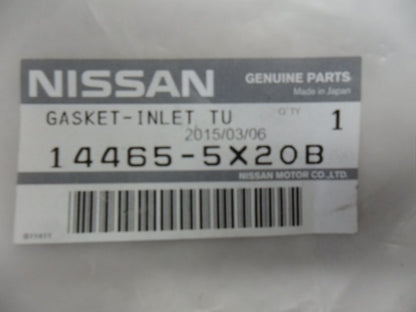 NISSAN GENUINE PARTS
Made in Japan
GASKET-INLET TU Q'TY 1
2015/03/06
14465-5X20B
NISSAN MOTOR CO.,LTD.